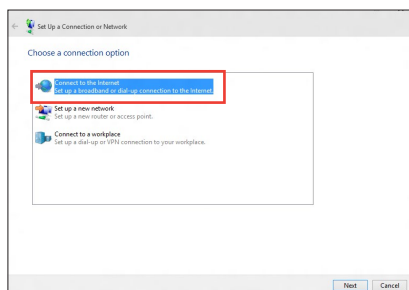 Set Up a Connection or Network
Choose a connection option
Connect to the Internet
Set up a broadband or dial-up connection to the Internet.
Set up a new network
Set up a new router or access point.
Connect to a workplace
Set up a dial-up or VPN connection to your workplace.
Next Cancel